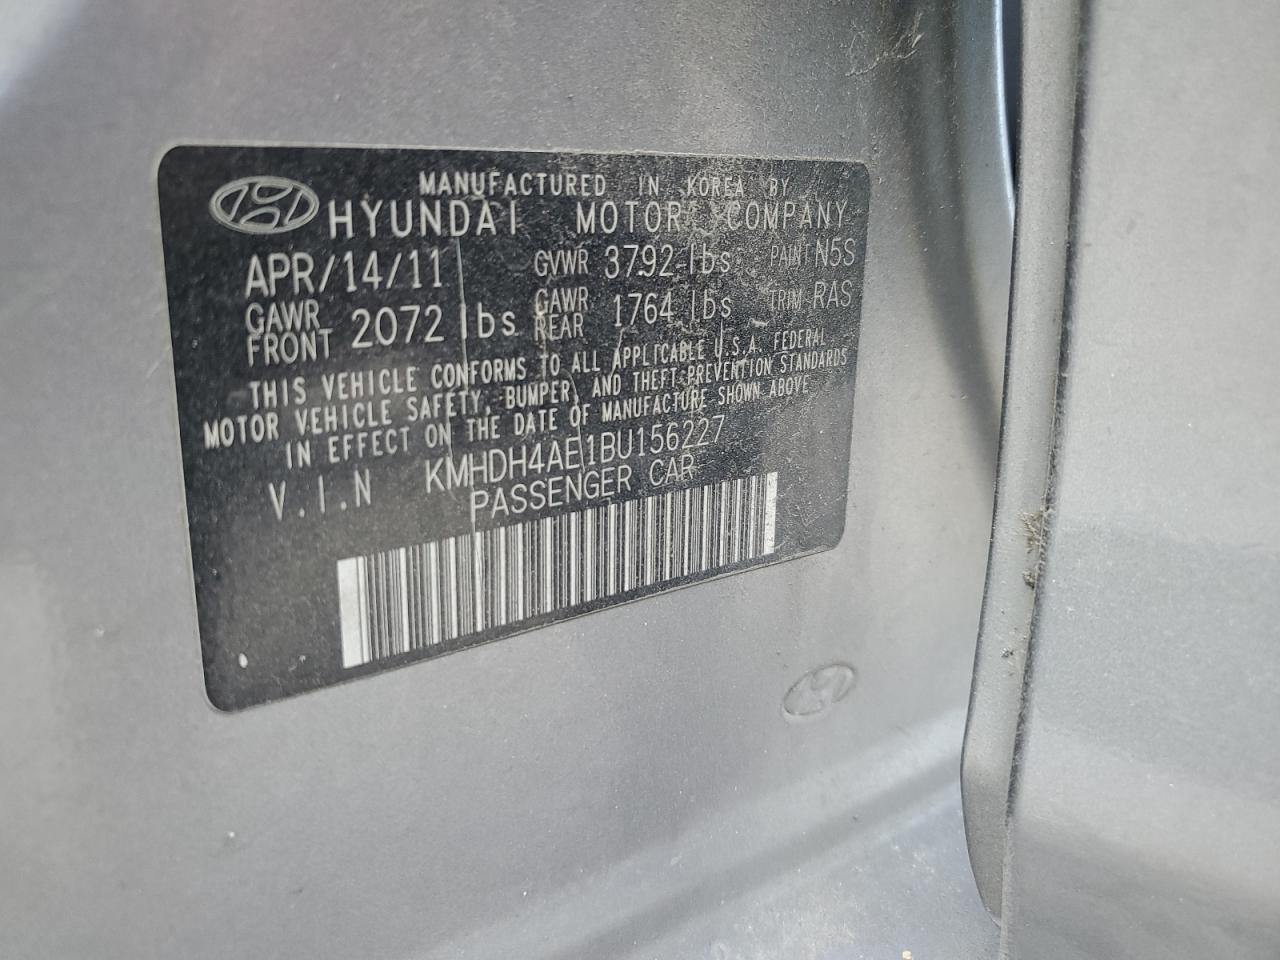 MANUFACTURED IN KOREA BY
HYUNDAI MOTOR COMPANY
APR/14/11 GVWR 3792 lbs PAINT N5S
GAWR FRONT 2072 lbs GAWR REAR 1764 lbs TRIM RAS
THIS VEHICLE CONFORMS TO ALL APPLICABLE U.S.A. FEDERAL
MOTOR VEHICLE SAFETY, BUMPER, AND THEFT PREVENTION STANDARDS
IN EFFECT ON THE DATE OF MANUFACTURE SHOWN ABOVE
V.I.N KMHDH4AE1BU156227
PASSENGER CAR